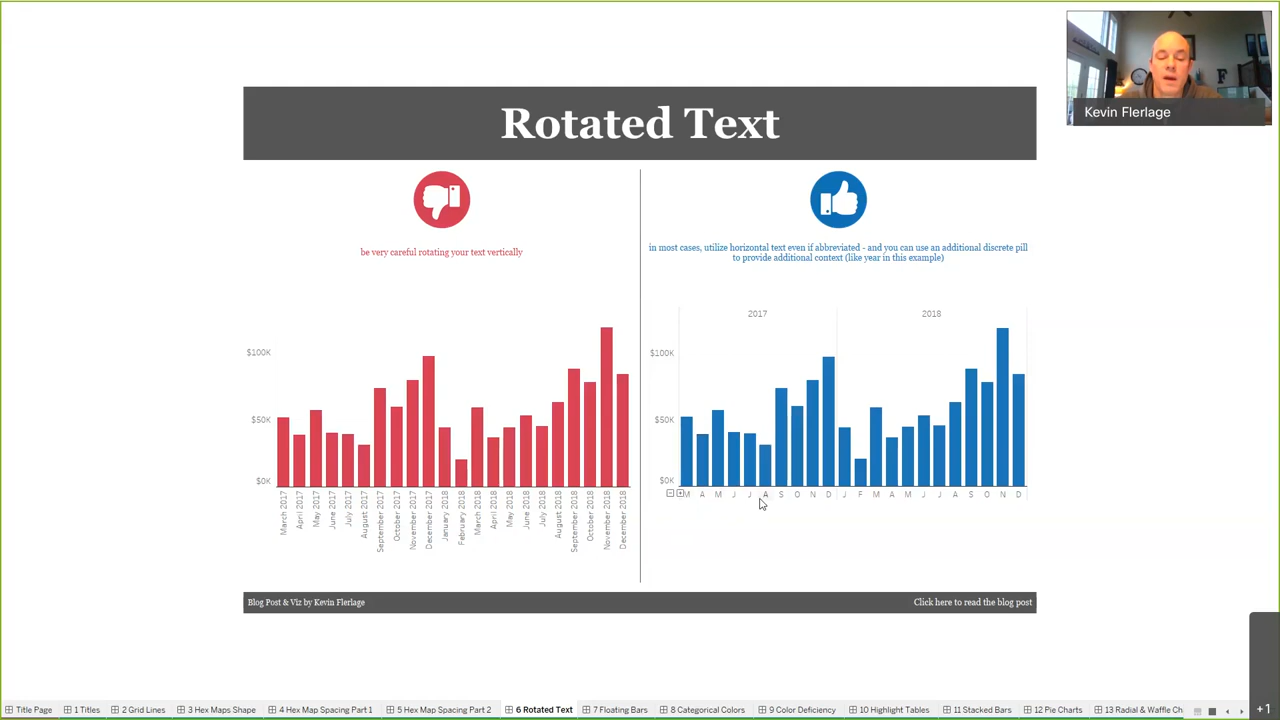 Kevin Flerlage
Rotated Text
be very careful rotating your text vertically
in most cases, utilize horizontal text even if abbreviated - and you can use an additional discrete pill
to provide additional context (like year in this example)
$100K
$50K
$0K
March 2017
April 2017
May 2017
June 2017
July 2017
August 2017
September 2017
October 2017
November 2017
December 2017
January 2018
February 2018
March 2018
April 2018
May 2018
June 2018
July 2018
August 2018
September 2018
October 2018
November 2018
December 2018
2017 2018
$100K
$50K
$0K
M A M J J A S O N D J F M A M J J A S O N D
Blog Post & Viz by Kevin Flerlage
Click here to read the blog post
Title Page 1 Titles 2 Grid Lines 3 Hex Maps Shape 4 Hex Map Spacing Part 1 5 Hex Map Spacing Part 2 6 Rotated Text 7 Floating Bars 8 Categorical Colors 9 Color Deficiency 10 Highlight Tables 11 Stacked Bars 12 Pie Charts 13 Radial & Waffle Ch
+1